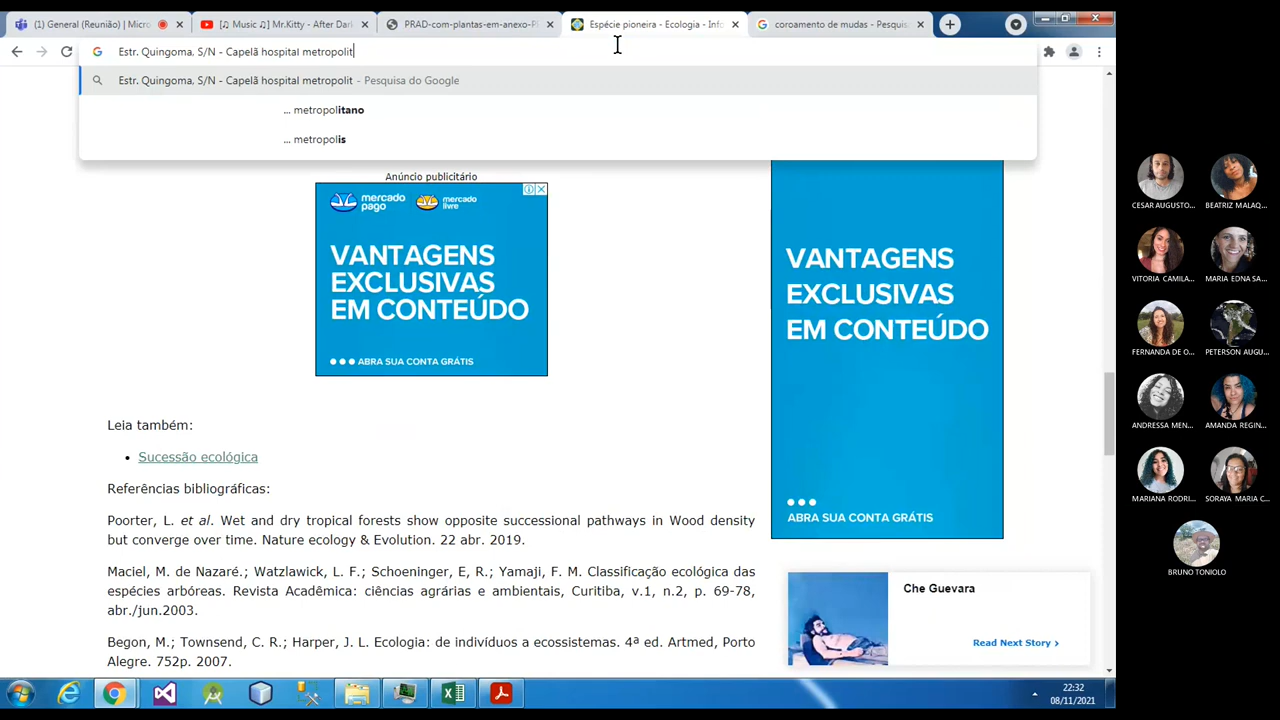 (1) General (Reunião) | Micro
[♫ Music ♫] Mr.Kitty - After Dar
PRAD-com-plantas-em-anexo-P
Espécie pioneira - Ecologia - Info
coroamento de mudas - Pesquis
Estr. Quingoma, S/N - Capelã hospital metropolit
Estr. Quingoma, S/N - Capelã hospital metropolit - Pesquisa do Google
... metropolitano
... metropolis
Anúncio publicitário
mercado pago
mercado livre
VANTAGENS
EXCLUSIVAS
EM CONTEÚDO
ABRA SUA CONTA GRÁTIS
VANTAGENS
EXCLUSIVAS
EM CONTEÚDO
ABRA SUA CONTA GRÁTIS
Leia também:
Sucessão ecológica
Referências bibliográficas:
Poorter, L. et al. Wet and dry tropical forests show opposite successional pathways in Wood density
but converge over time. Nature ecology & Evolution. 22 abr. 2019.
Maciel, M. de Nazaré.; Watzlawick, L. F.; Schoeninger, E, R.; Yamaji, F. M. Classificação ecológica das
espécies arbóreas. Revista Acadêmica: ciências agrárias e ambientais, Curitiba, v.1, n.2, p. 69-78,
abr./jun.2003.
Begon, M.; Townsend, C. R.; Harper, J. L. Ecologia: de indivíduos a ecossistemas. 4ª ed. Artmed, Porto
Alegre. 752p. 2007.
Che Guevara
Read Next Story >
CESAR AUGUSTO... BEATRIZ MALAQ...
VITORIA CAMILA... MARIA EDNA SA...
FERNANDA DE O... PETERSON AUGU...
ANDRESSA MEN... AMANDA REGIN...
MARIANA RODRI... SORAYA MARIA C...
BRUNO TONIOLO
22:32
08/11/2021